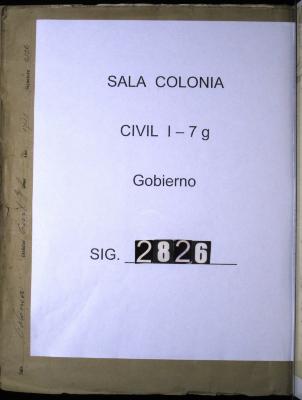 SALA COLONIA
CIVIL I – 7 g
Gobierno
SIG. 2826